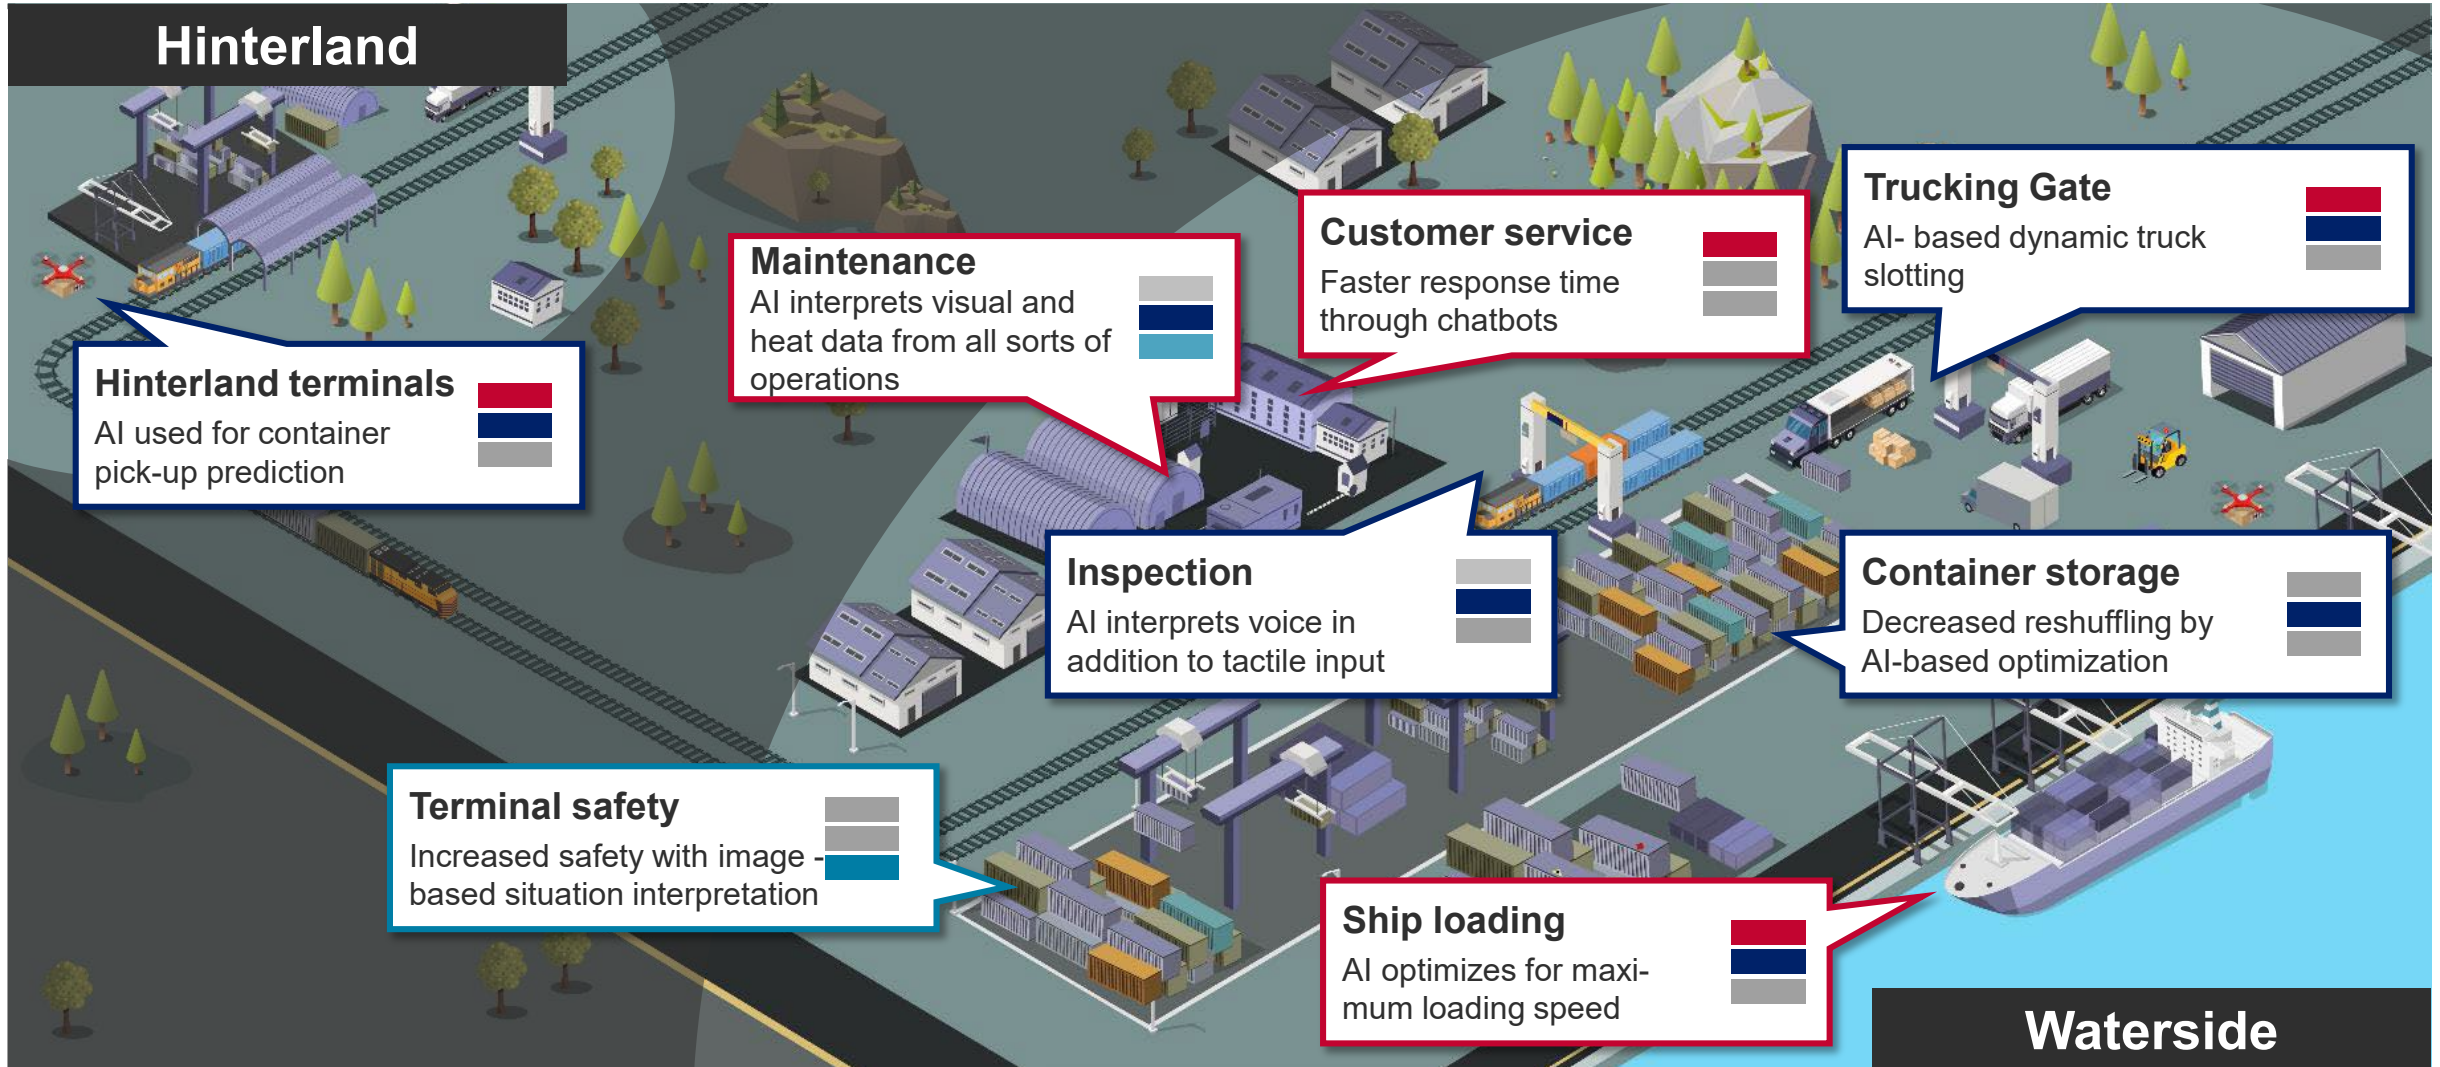 Hinterland
Trucking Gate
AI- based dynamic truck
slotting
Customer service
Faster response time
through chatbots
Maintenance
AI interprets visual and
heat data from all sorts of
operations
Hinterland terminals
AI used for container
pick-up prediction
Inspection
AI interprets voice in
addition to tactile input
Container storage
Decreased reshuffling by
AI-based optimization
Terminal safety
Increased safety with image -
based situation interpretation
Ship loading
AI optimizes for maxi-
mum loading speed
Waterside